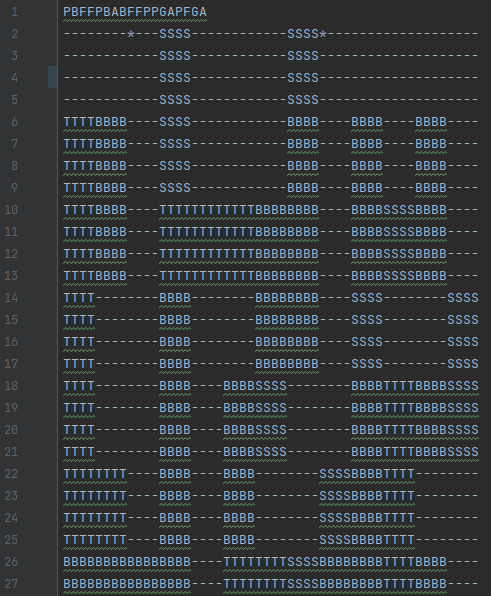 1 PBFFPBABFFPPGAPFGA
2 --------*---SSSS------------SSSS*-------------------
3 ------------SSSS------------SSSS--------------------
4 ------------SSSS------------SSSS--------------------
5 ------------SSSS------------SSSS--------------------
6 TTTTBBBB----SSSS------------BBBB----BBBB----BBBB----
7 TTTTBBBB----SSSS------------BBBB----BBBB----BBBB----
8 TTTTBBBB----SSSS------------BBBB----BBBB----BBBB----
9 TTTTBBBB----SSSS------------BBBB----BBBB----BBBB----
10 TTTTBBBB----TTTTTTTTTTTTBBBBBBBB----BBBBSSSSBBBB----
11 TTTTBBBB----TTTTTTTTTTTTBBBBBBBB----BBBBSSSSBBBB----
12 TTTTBBBB----TTTTTTTTTTTTBBBBBBBB----BBBBSSSSBBBB----
13 TTTTBBBB----TTTTTTTTTTTTBBBBBBBB----BBBBSSSSBBBB----
14 TTTT--------BBBB--------BBBBBBBB----SSSS--------SSSS
15 TTTT--------BBBB--------BBBBBBBB----SSSS--------SSSS
16 TTTT--------BBBB--------BBBBBBBB----SSSS--------SSSS
17 TTTT--------BBBB--------BBBBBBBB----SSSS--------SSSS
18 TTTT--------BBBB----BBBBSSSS--------BBBBTTTTBBBBSSSS
19 TTTT--------BBBB----BBBBSSSS--------BBBBTTTTBBBBSSSS
20 TTTT--------BBBB----BBBBSSSS--------BBBBTTTTBBBBSSSS
21 TTTT--------BBBB----BBBBSSSS--------BBBBTTTTBBBBSSSS
22 TTTTTTTT----BBBB----BBBB--------SSSSBBBBTTTT--------
23 TTTTTTTT----BBBB----BBBB--------SSSSBBBBTTTT--------
24 TTTTTTTT----BBBB----BBBB--------SSSSBBBBTTTT--------
25 TTTTTTTT----BBBB----BBBB--------SSSSBBBBTTTT--------
26 BBBBBBBBBBBBBBBB----TTTTTTTTSSSSBBBBBBBBTTTTBBBB----
27 BBBBBBBBBBBBBBBB----TTTTTTTTSSSSBBBBBBBBTTTTBBBB----